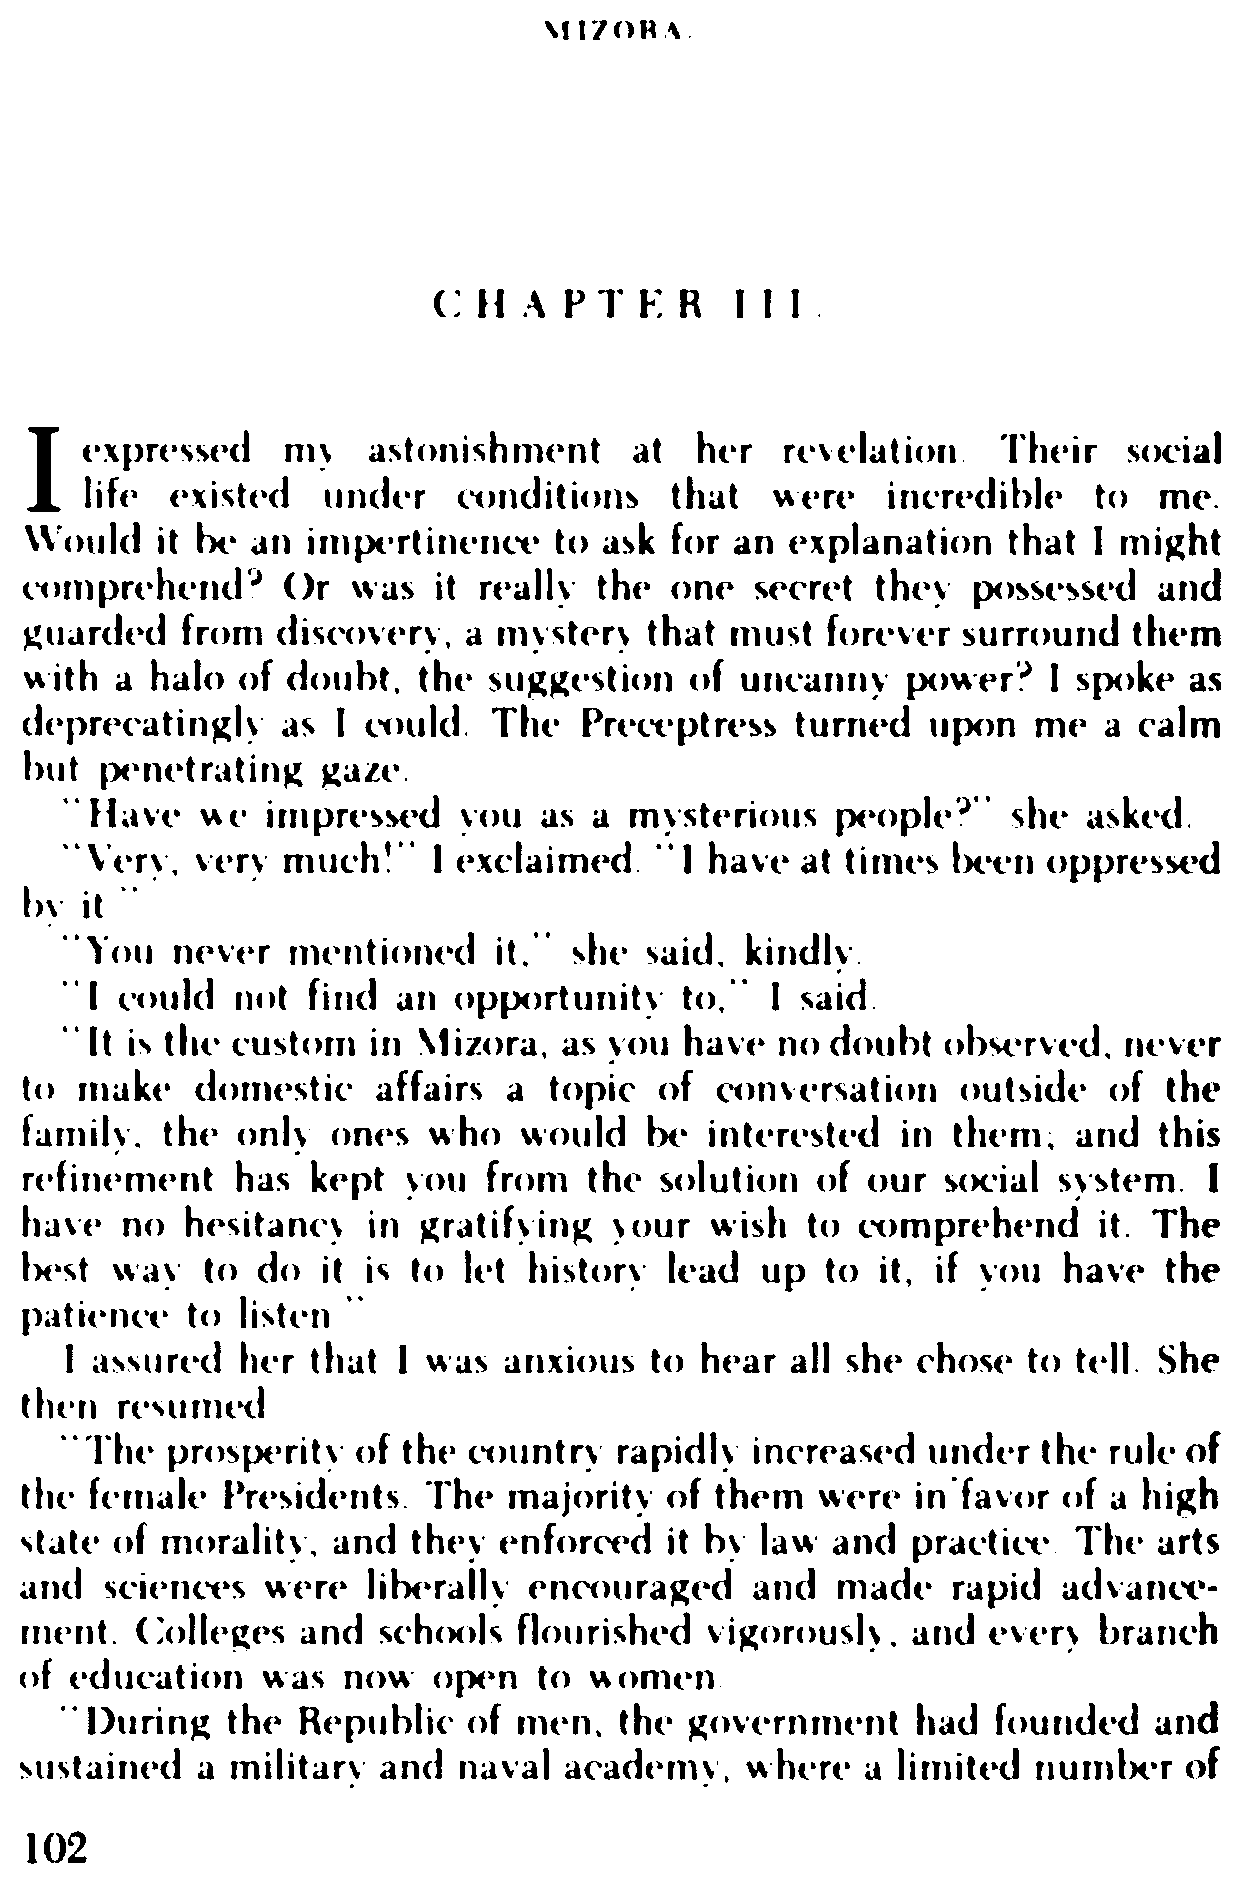 MIZORA.
CHAPTER III.
I expressed my astonishment at her revelation. Their social
life existed under conditions that were incredible to me.
Would it be an impertinence to ask for an explanation that I might
comprehend? Or was it really the one secret they possessed and
guarded from discovery, a mystery that must forever surround them
with a halo of doubt, the suggestion of uncanny power? I spoke as
deprecatingly as I could. The Preceptress turned upon me a calm
but penetrating gaze.
"Have we impressed you as a mysterious people?" she asked.
"Very, very much!" I exclaimed. "I have at times been oppressed
by it "
"You never mentioned it," she said, kindly.
"I could not find an opportunity to," I said.
"It is the custom in Mizora, as you have no doubt observed, never
to make domestic affairs a topic of conversation outside of the
family, the only ones who would be interested in them; and this
refinement has kept you from the solution of our social system. I
have no hesitancy in gratifying your wish to comprehend it. The
best way to do it is to let history lead up to it, if you have the
patience to listen "
I assured her that I was anxious to hear all she chose to tell. She
then resumed
"The prosperity of the country rapidly increased under the rule of
the female Presidents. The majority of them were in favor of a high
state of morality, and they enforced it by law and practice. The arts
and sciences were liberally encouraged and made rapid advance-
ment. Colleges and schools flourished vigorously, and every branch
of education was now open to women.
"During the Republic of men, the government had founded and
sustained a military and naval academy, where a limited number of
102